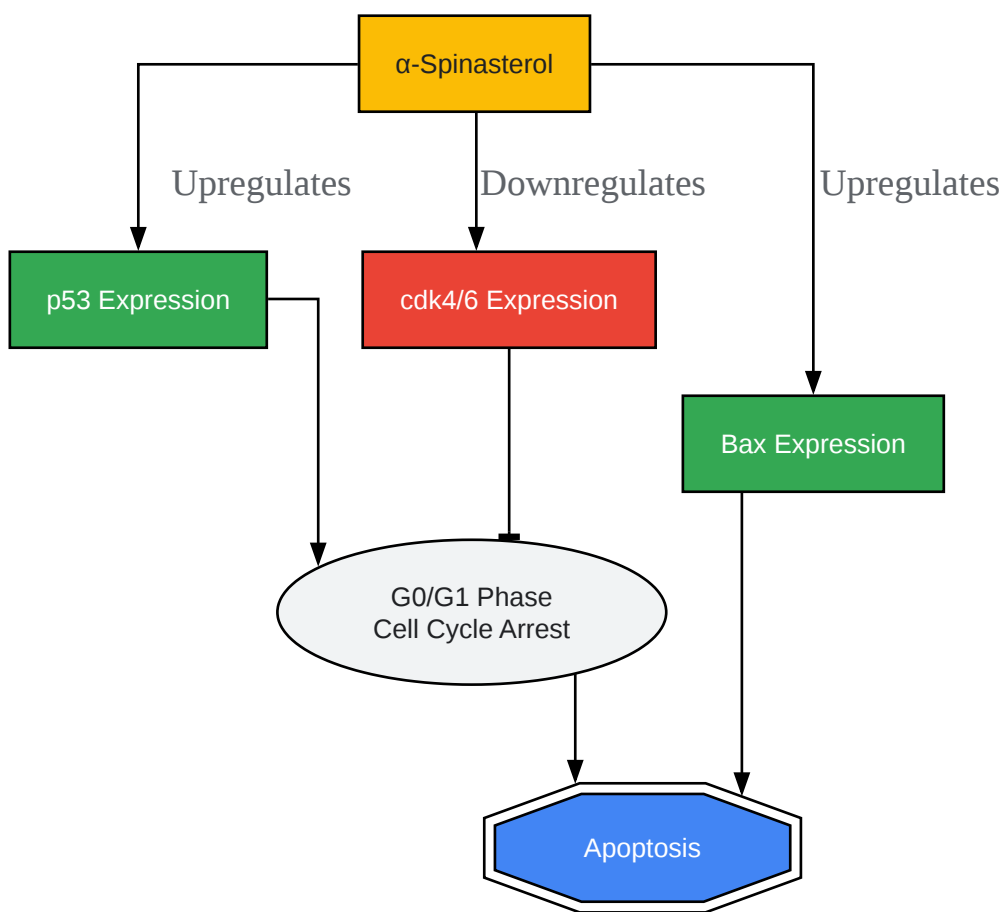 α-Spinasterol
Upregulates
Downregulates
Upregulates
p53 Expression
cdk4/6 Expression
Bax Expression
G0/G1 Phase
Cell Cycle Arrest
Apoptosis